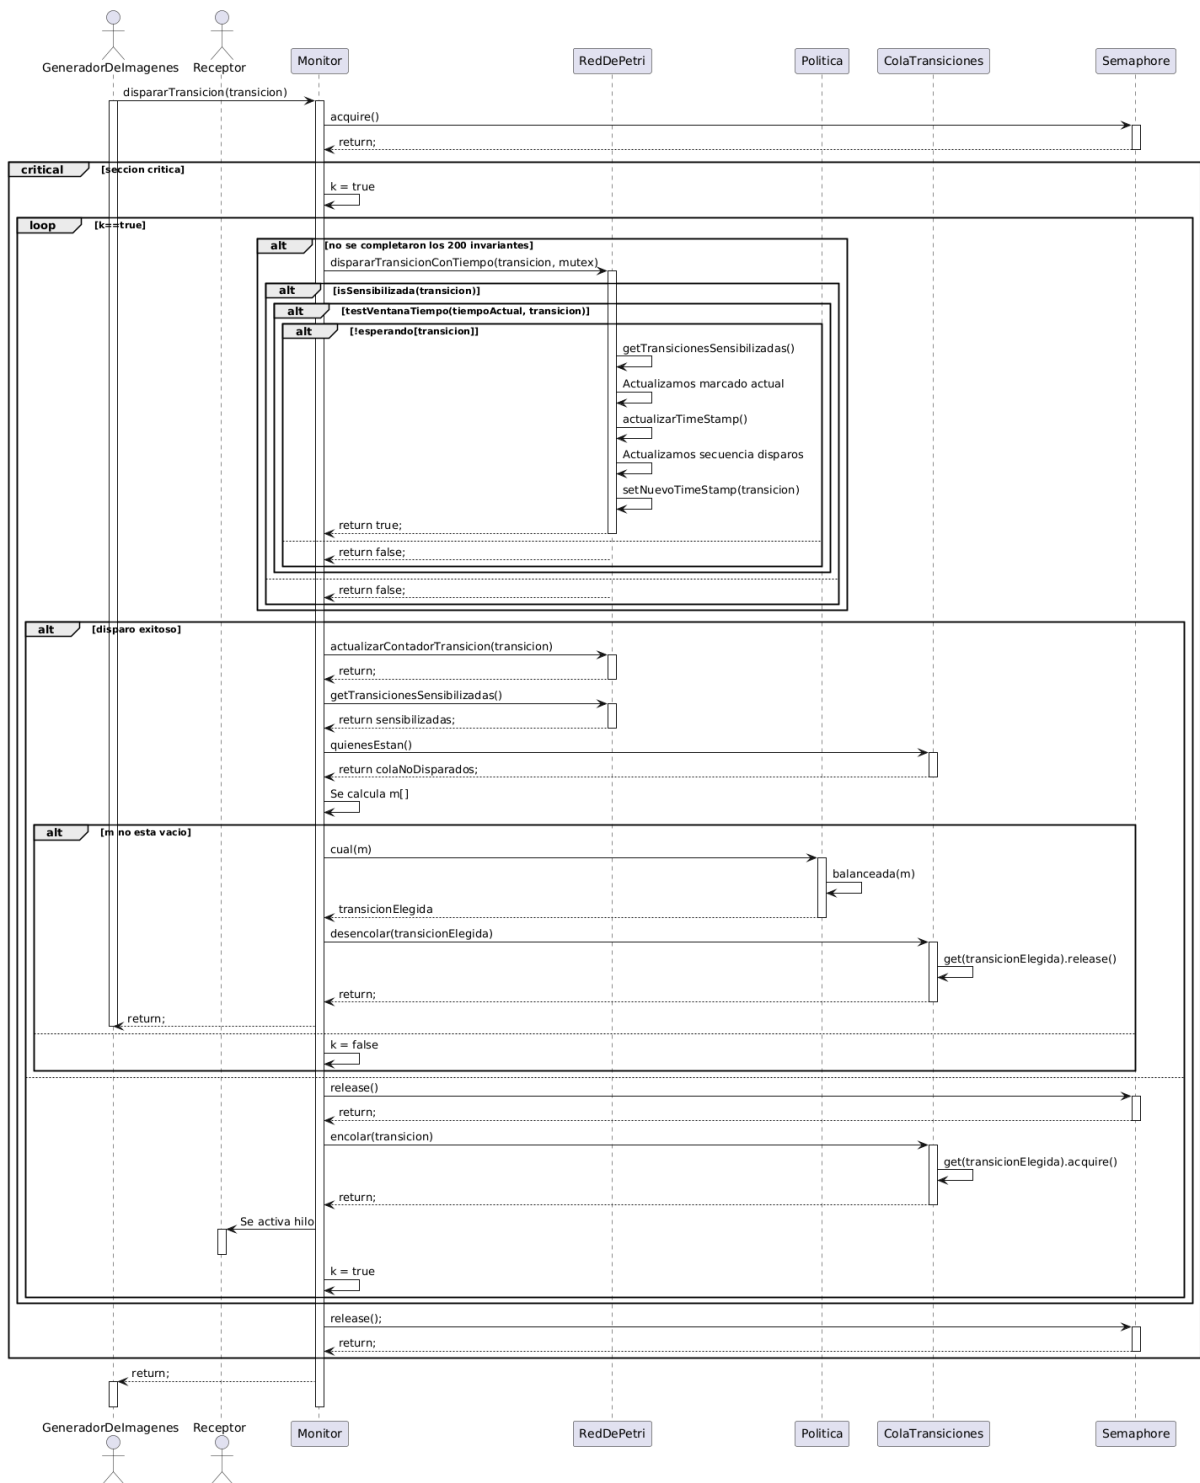 GeneradorDeImagenes
Receptor
Monitor
RedDePetri
Politica
ColaTransiciones
Semaphore
dispararTransicion(transicion)
acquire()
return;
critical [seccion critica]
k = true
loop [k==true]
alt [no se completaron los 200 invariantes]
dispararTransicionConTiempo(transicion, mutex)
alt [isSensibilizada(transicion)]
alt [testVentanaTiempo(tiempoActual, transicion)]
alt [!esperando[transicion]]
getTransicionesSensibilizadas()
Actualizamos marcado actual
actualizarTimeStamp()
Actualizamos secuencia disparos
setNuevoTimeStamp(transicion)
return true;
return false;
return false;
alt [disparo exitoso]
actualizarContadorTransicion(transicion)
return;
getTransicionesSensibilizadas()
return sensibilizadas;
quienesEstan()
return colaNoDisparados;
Se calcula m[]
alt [m no esta vacio]
cual(m)
balanceada(m)
transicionElegida
desencolar(transicionElegida)
get(transicionElegida).release()
return;
return;
k = false
release()
return;
encolar(transicion)
get(transicionElegida).acquire()
return;
Se activa hilo
k = true
release();
return;
return;
GeneradorDeImagenes
Receptor
Monitor
RedDePetri
Politica
ColaTransiciones
Semaphore